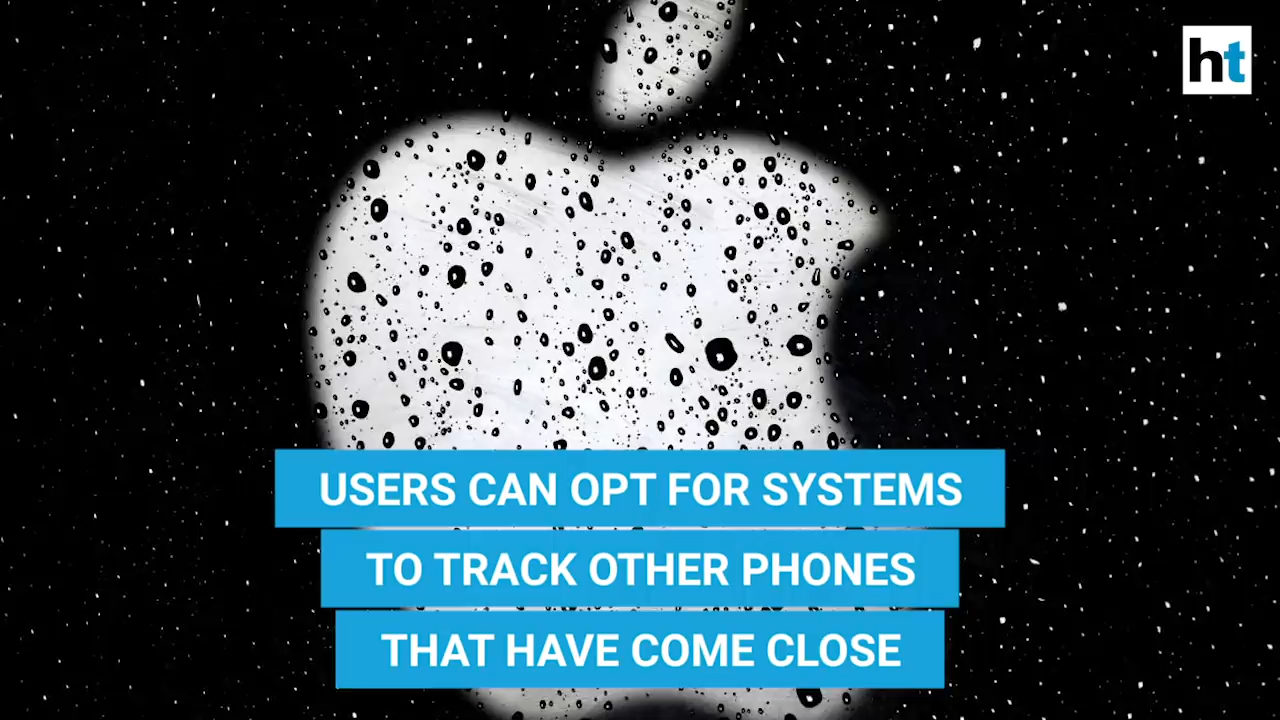 ht
USERS CAN OPT FOR SYSTEMS
TO TRACK OTHER PHONES
THAT HAVE COME CLOSE